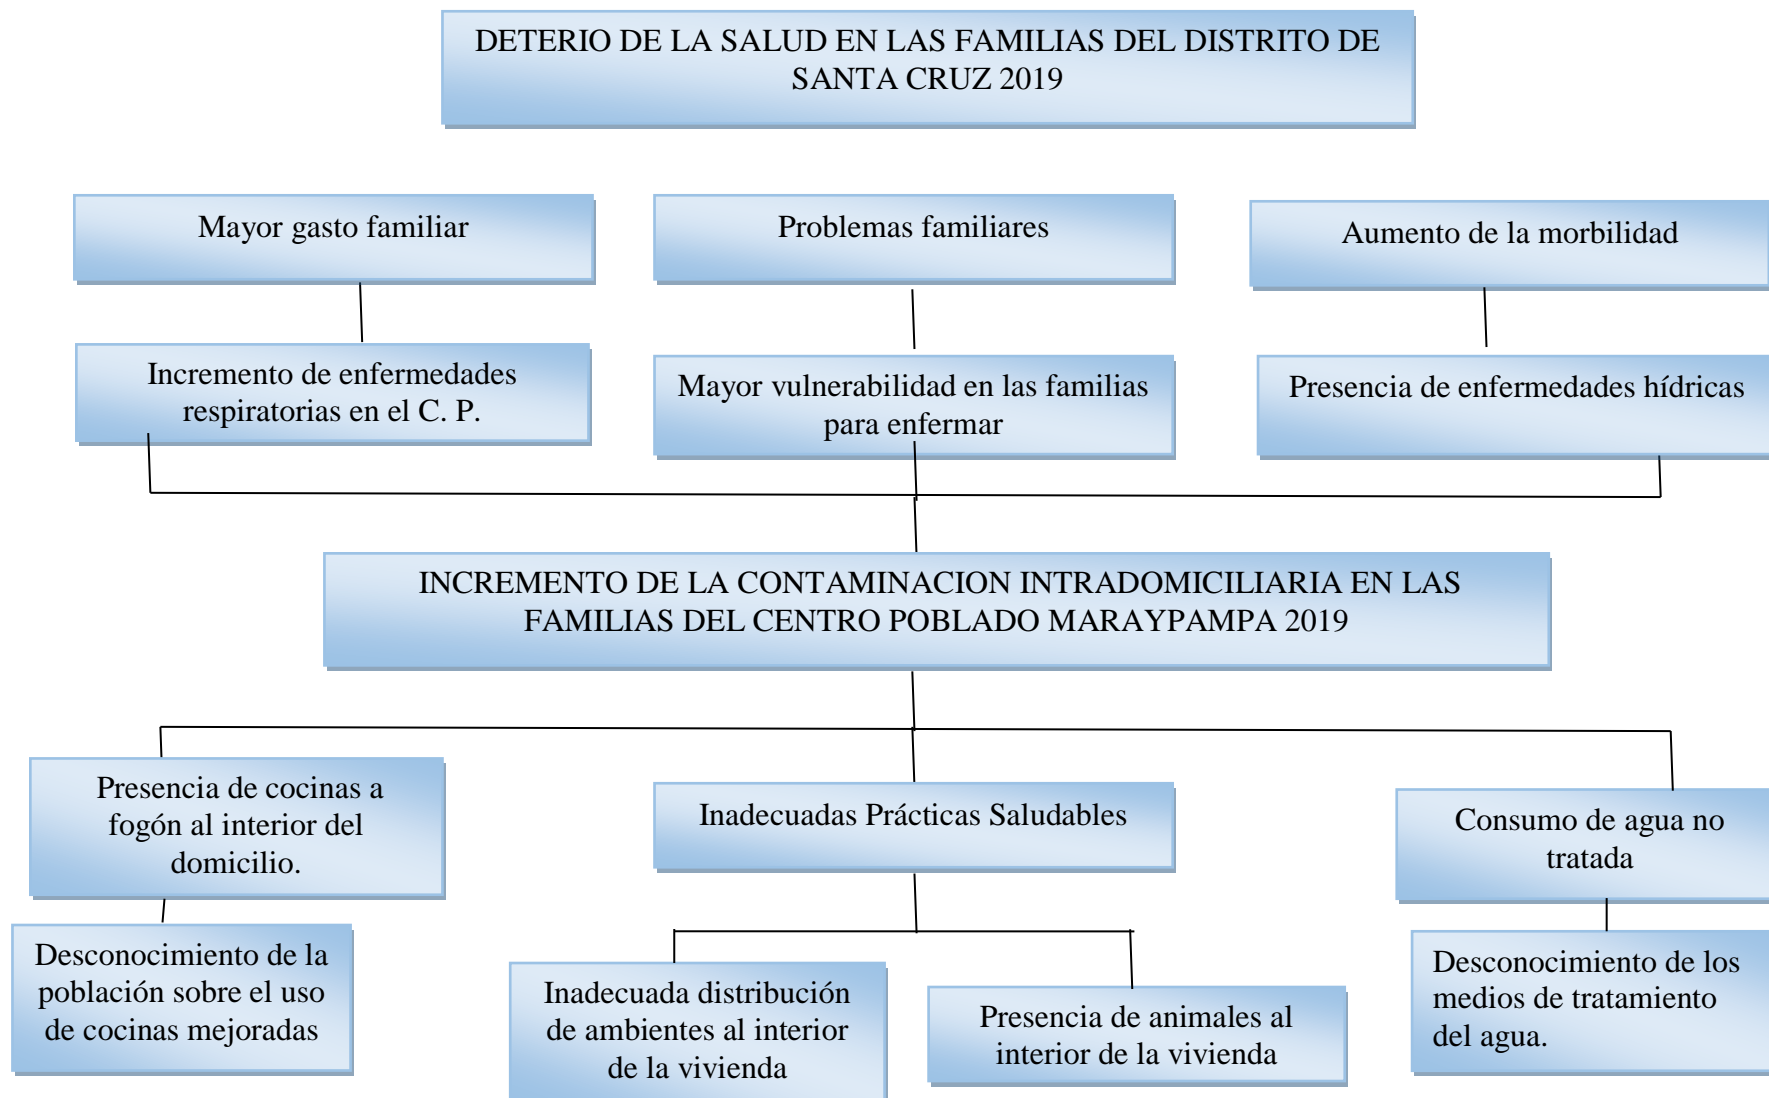 DETERIO DE LA SALUD EN LAS FAMILIAS DEL DISTRITO DE
SANTA CRUZ 2019
Mayor gasto familiar
Problemas familiares
Aumento de la morbilidad
Incremento de enfermedades
respiratorias en el C. P.
Mayor vulnerabilidad en las familias
para enfermar
Presencia de enfermedades hídricas
INCREMENTO DE LA CONTAMINACION INTRADOMICILIARIA EN LAS
FAMILIAS DEL CENTRO POBLADO MARAYPAMPA 2019
Presencia de cocinas a
fogón al interior del
domicilio.
Inadecuadas Prácticas Saludables
Consumo de agua no
tratada
Desconocimiento de la
población sobre el uso
de cocinas mejoradas
Inadecuada distribución
de ambientes al interior
de la vivienda
Presencia de animales al
interior de la vivienda
Desconocimiento de los
medios de tratamiento
del agua.